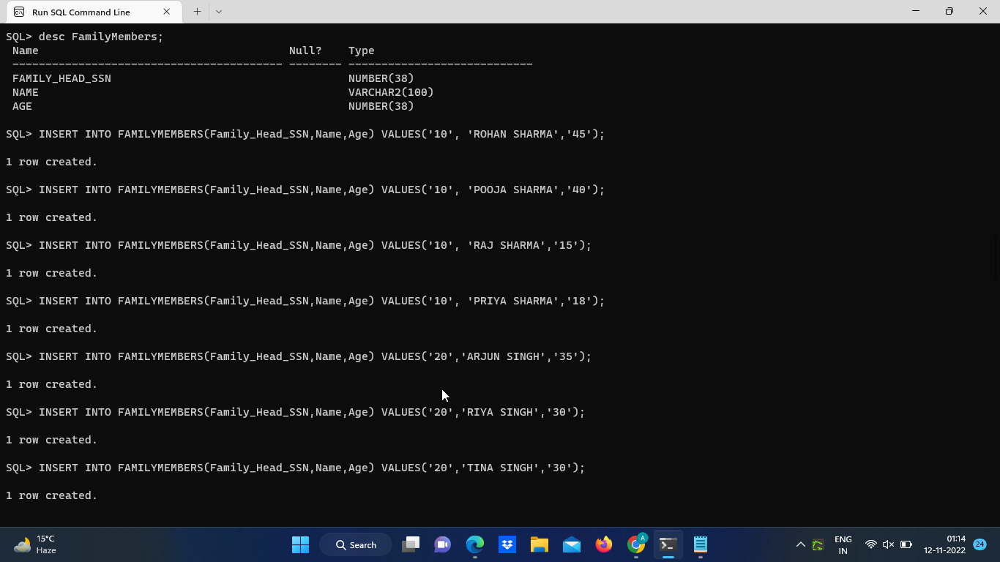 Run SQL Command Line
SQL> desc FamilyMembers;
Name Null? Type
----------------------------------------- -------- ----------------------------
FAMILY_HEAD_SSN NUMBER(38)
NAME VARCHAR2(100)
AGE NUMBER(38)
SQL> INSERT INTO FAMILYMEMBERS(Family_Head_SSN,Name,Age) VALUES('10', 'ROHAN SHARMA','45');
1 row created.
SQL> INSERT INTO FAMILYMEMBERS(Family_Head_SSN,Name,Age) VALUES('10', 'POOJA SHARMA','40');
1 row created.
SQL> INSERT INTO FAMILYMEMBERS(Family_Head_SSN,Name,Age) VALUES('10', 'RAJ SHARMA','15');
1 row created.
SQL> INSERT INTO FAMILYMEMBERS(Family_Head_SSN,Name,Age) VALUES('10', 'PRIYA SHARMA','18');
1 row created.
SQL> INSERT INTO FAMILYMEMBERS(Family_Head_SSN,Name,Age) VALUES('20','ARJUN SINGH','35');
1 row created.
SQL> INSERT INTO FAMILYMEMBERS(Family_Head_SSN,Name,Age) VALUES('20','RIYA SINGH','30');
1 row created.
SQL> INSERT INTO FAMILYMEMBERS(Family_Head_SSN,Name,Age) VALUES('20','TINA SINGH','30');
1 row created.
15°C
Haze
Search
A
ENG
IN
01:14
12-11-2022
24